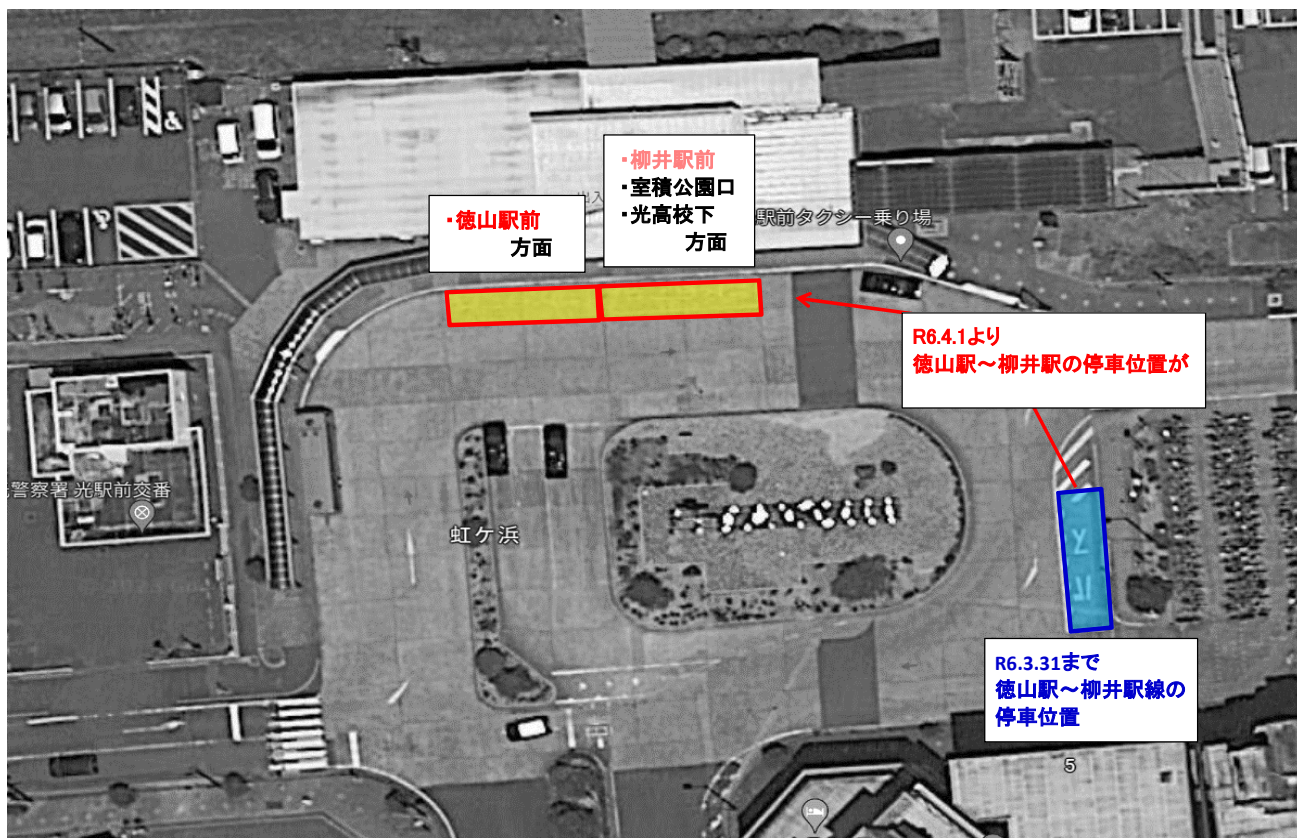 ・柳井駅前
・室積公園口
・光高校下
方面
・徳山駅前
方面
出入
駅前タクシー乗り場
R6.4.1より
徳山駅～柳井駅の停車位置が
警察署 光駅前交番
虹ケ浜
R6.3.31まで
徳山駅～柳井駅線の
停車位置
5